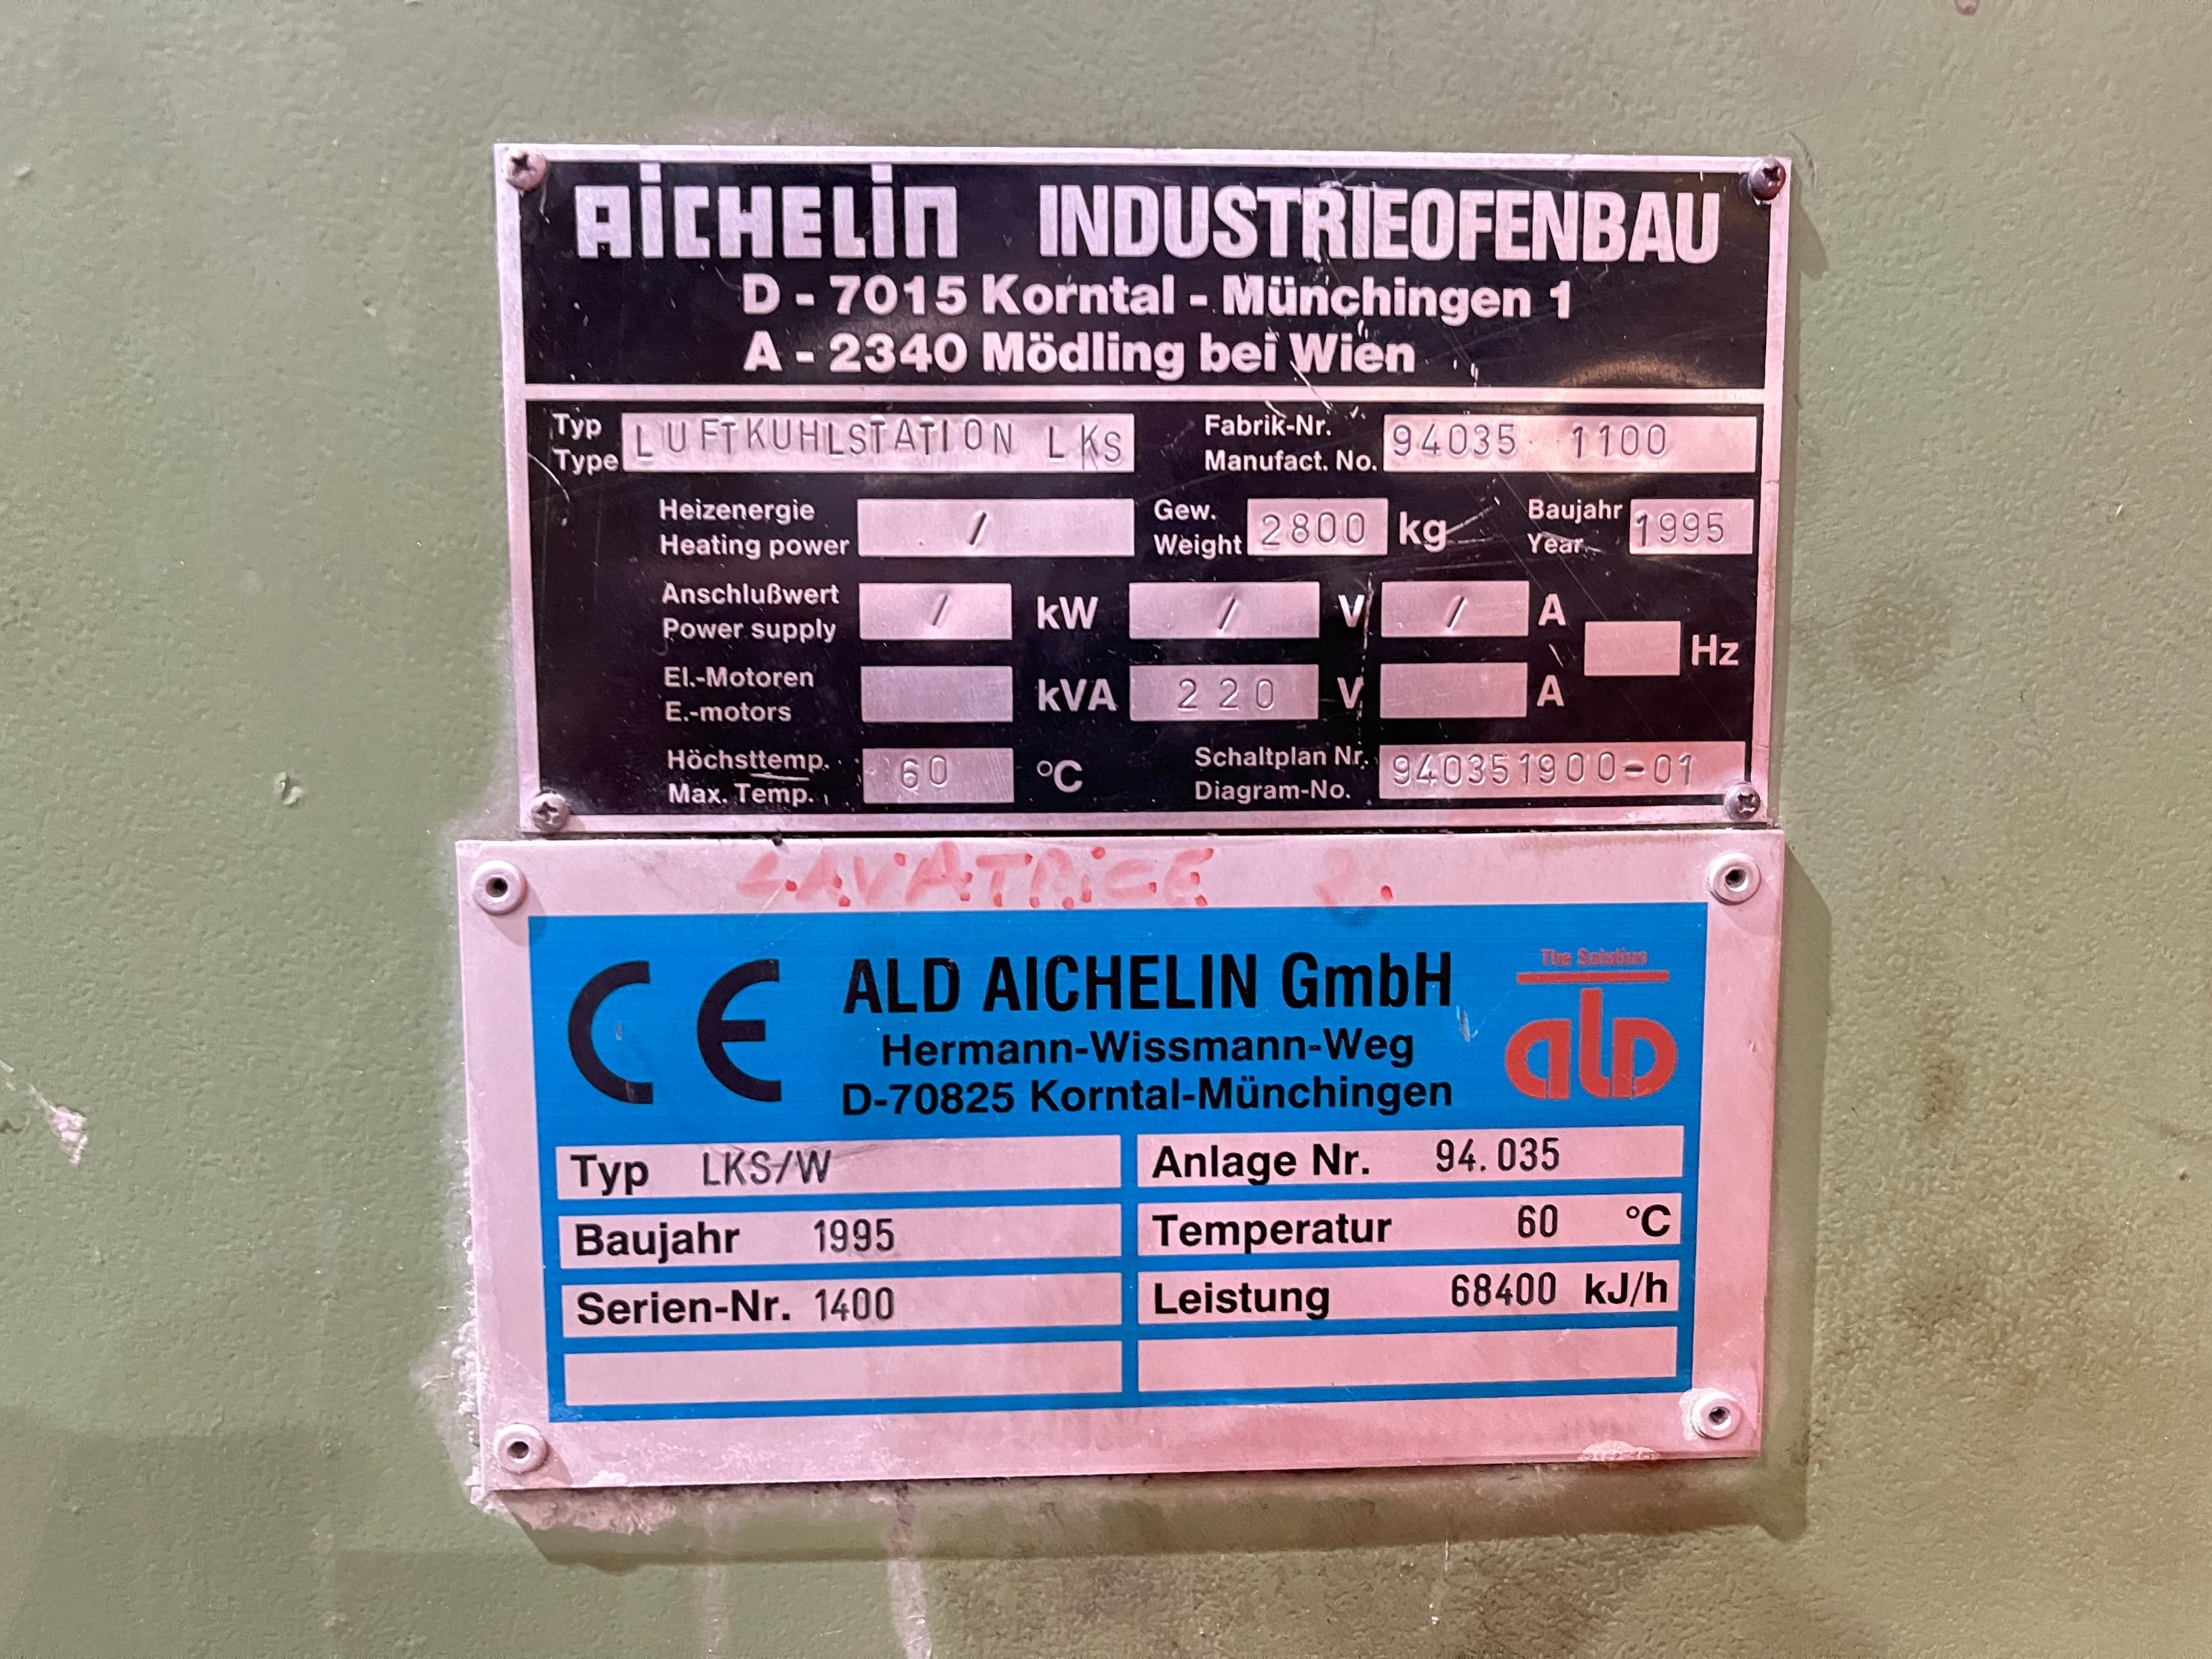 AICHELIN INDUSTRIEOFENBAU
D - 7015 Korntal - Münchingen 1
A - 2340 Mödling bei Wien
Typ
Type LUFTKUHLSTATION LKS
Fabrik-Nr.
Manufact. No. 94035 1100
Heizenergie
Heating power /
Gew.
Weight 2800 kg
Baujahr
Year 1995
Anschlußwert
Power supply / kW / V / A
Hz
El.-Motoren
E.-motors kVA 220 V A
Höchsttemp.
Max. Temp. 60 °C
Schaltplan Nr.
Diagram-No. 940351900-01
LAVATRICE 2.
CE
ALD AICHELIN GmbH
Hermann-Wissmann-Weg
D-70825 Korntal-Münchingen
The Solution
ALD
Typ LKS/W
Anlage Nr. 94.035
Baujahr 1995
Temperatur 60 °C
Serien-Nr. 1400
Leistung 68400 kJ/h